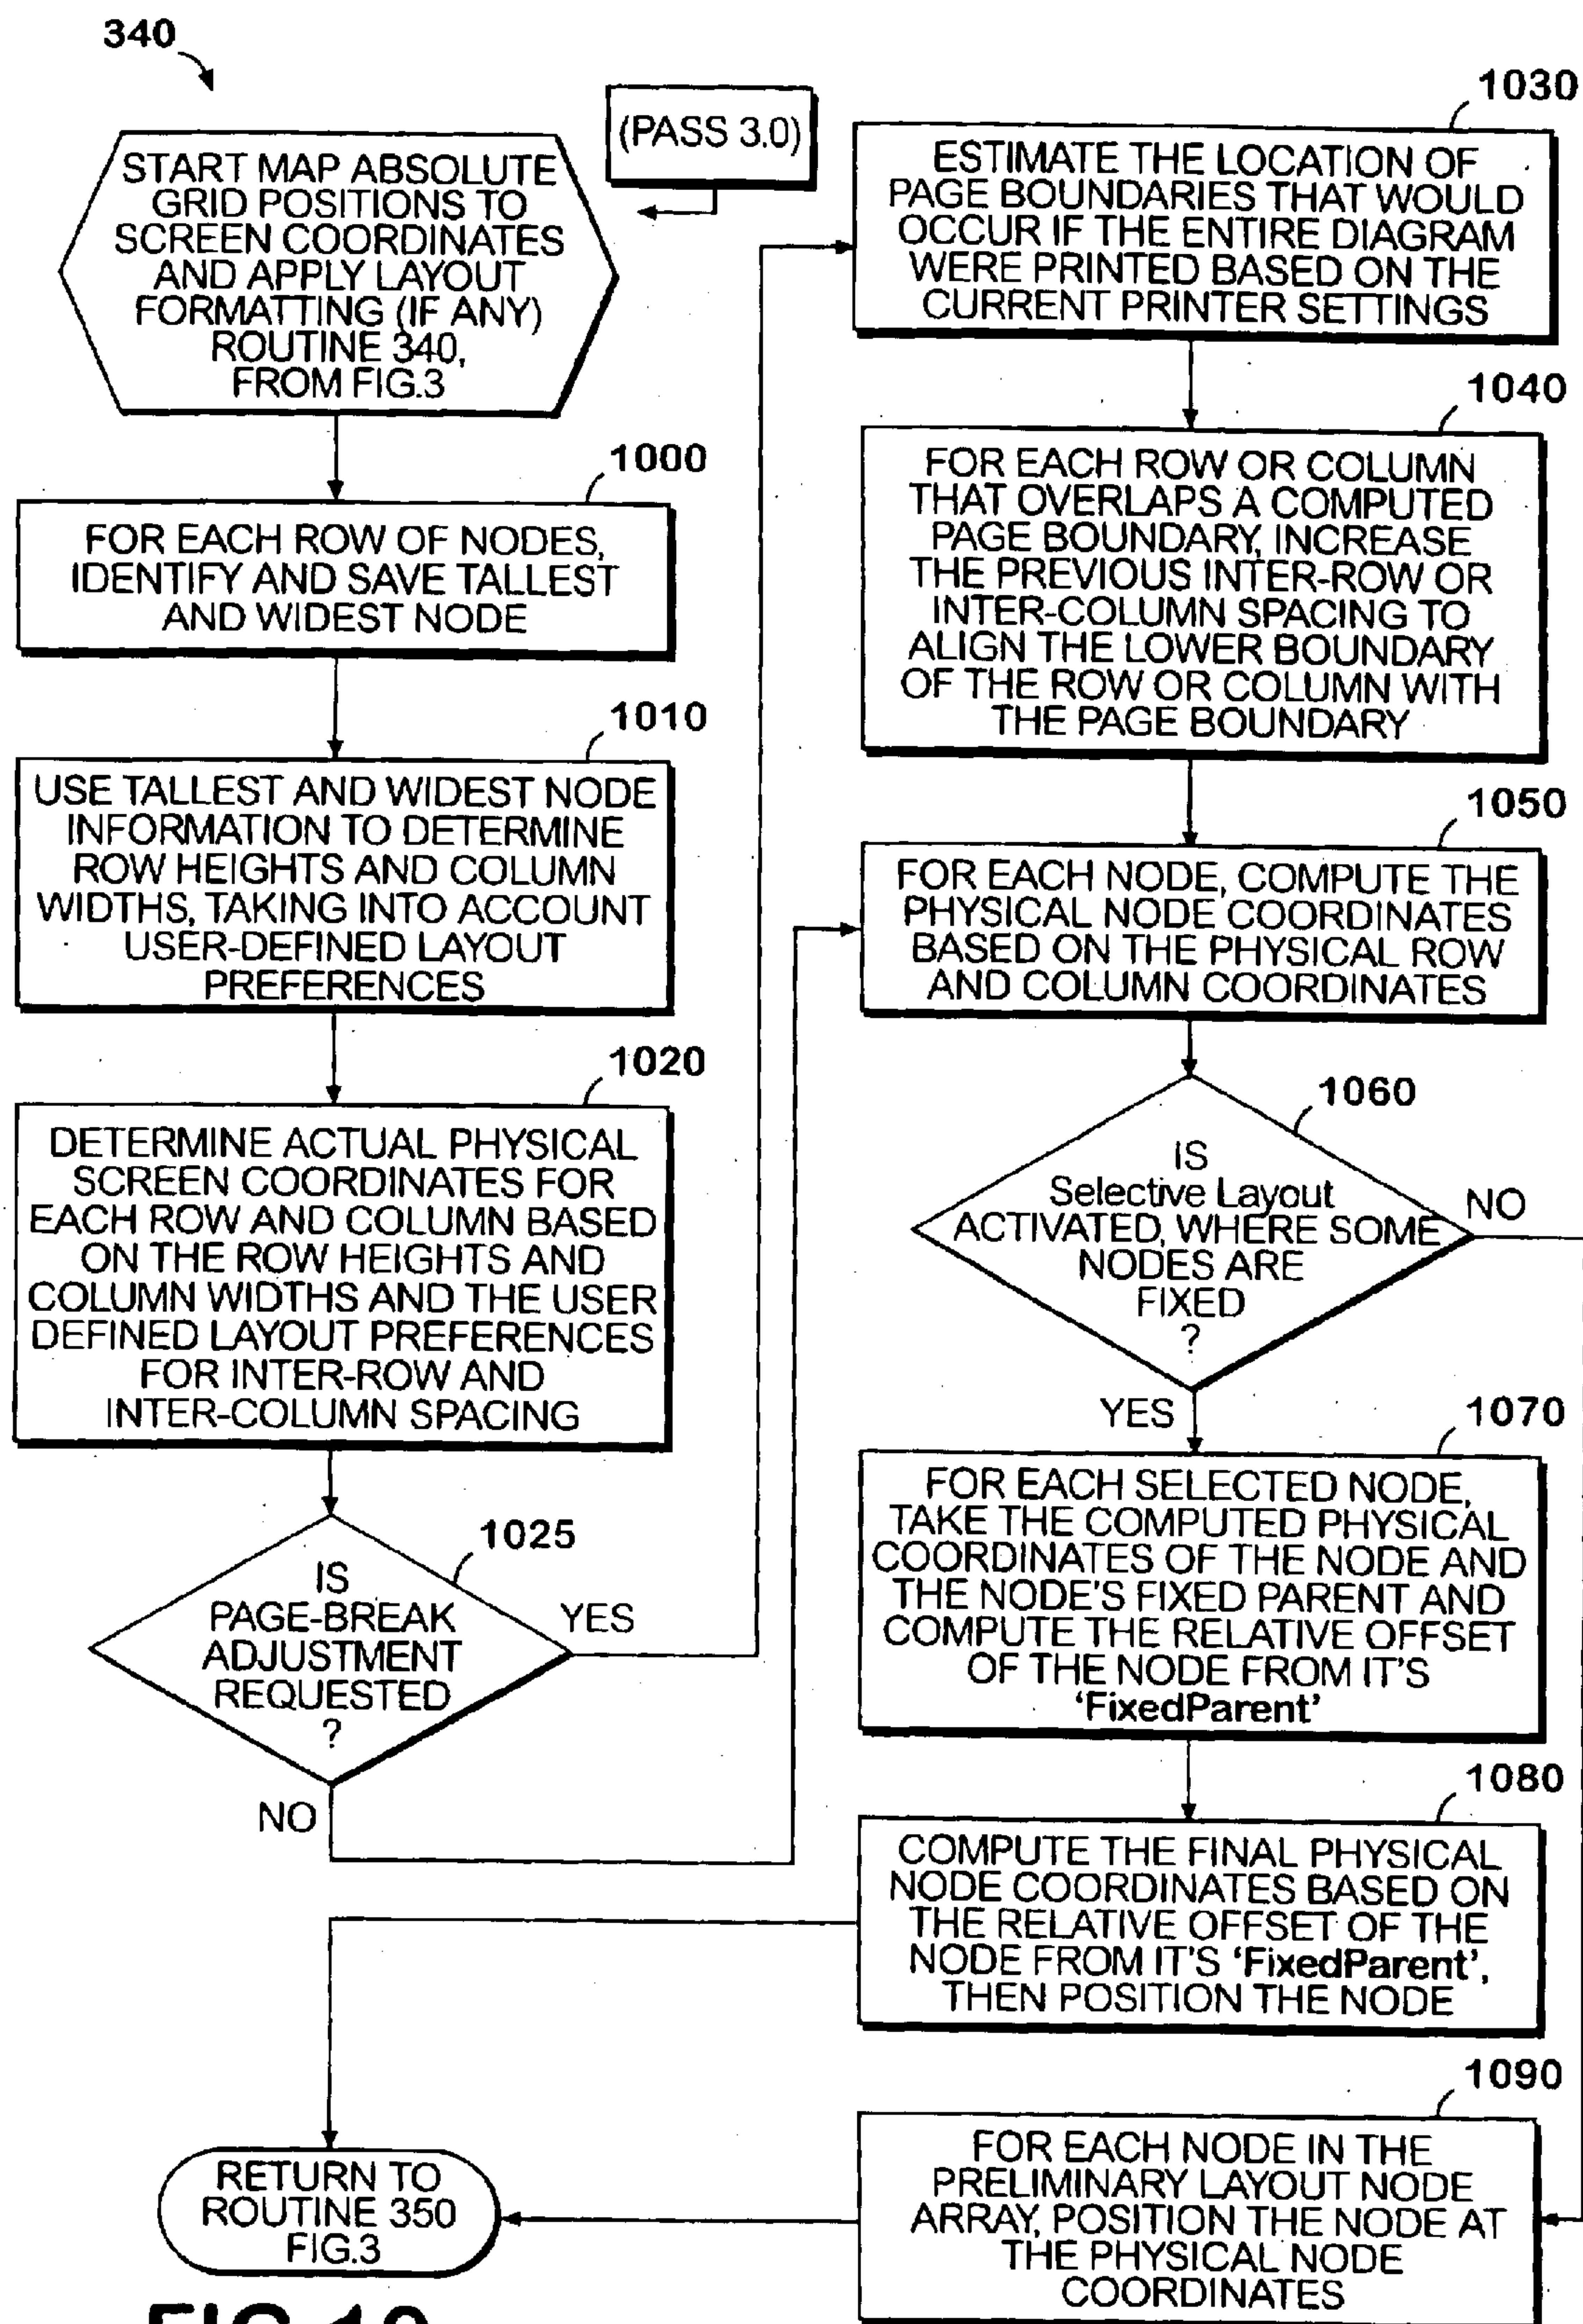 340
(PASS 3.0)
START MAP ABSOLUTE
GRID POSITIONS TO
SCREEN COORDINATES
AND APPLY LAYOUT
FORMATTING (IF ANY)
ROUTINE 340,
FROM FIG.3
1000
FOR EACH ROW OF NODES,
IDENTIFY AND SAVE TALLEST
AND WIDEST NODE
1010
USE TALLEST AND WIDEST NODE
INFORMATION TO DETERMINE
ROW HEIGHTS AND COLUMN
WIDTHS, TAKING INTO ACCOUNT
USER-DEFINED LAYOUT
PREFERENCES
1020
DETERMINE ACTUAL PHYSICAL
SCREEN COORDINATES FOR
EACH ROW AND COLUMN BASED
ON THE ROW HEIGHTS AND
COLUMN WIDTHS AND THE USER
DEFINED LAYOUT PREFERENCES
FOR INTER-ROW AND
INTER-COLUMN SPACING
1025
IS
PAGE-BREAK
ADJUSTMENT
REQUESTED
?
YES
NO
1030
ESTIMATE THE LOCATION OF
PAGE BOUNDARIES THAT WOULD
OCCUR IF THE ENTIRE DIAGRAM
WERE PRINTED BASED ON THE
CURRENT PRINTER SETTINGS
1040
FOR EACH ROW OR COLUMN
THAT OVERLAPS A COMPUTED
PAGE BOUNDARY, INCREASE
THE PREVIOUS INTER-ROW OR
INTER-COLUMN SPACING TO
ALIGN THE LOWER BOUNDARY
OF THE ROW OR COLUMN WITH
THE PAGE BOUNDARY
1050
FOR EACH NODE, COMPUTE THE
PHYSICAL NODE COORDINATES
BASED ON THE PHYSICAL ROW
AND COLUMN COORDINATES
1060
IS
Selective Layout
ACTIVATED, WHERE SOME
NODES ARE
FIXED
?
NO
YES
1070
FOR EACH SELECTED NODE,
TAKE THE COMPUTED PHYSICAL
COORDINATES OF THE NODE AND
THE NODE'S FIXED PARENT AND
COMPUTE THE RELATIVE OFFSET
OF THE NODE FROM IT'S
‘FixedParent’
1080
COMPUTE THE FINAL PHYSICAL
NODE COORDINATES BASED ON
THE RELATIVE OFFSET OF THE
NODE FROM IT'S ‘FixedParent’,
THEN POSITION THE NODE
1090
FOR EACH NODE IN THE
PRELIMINARY LAYOUT NODE
ARRAY, POSITION THE NODE AT
THE PHYSICAL NODE
COORDINATES
RETURN TO
ROUTINE 350
FIG.3
FIG.10